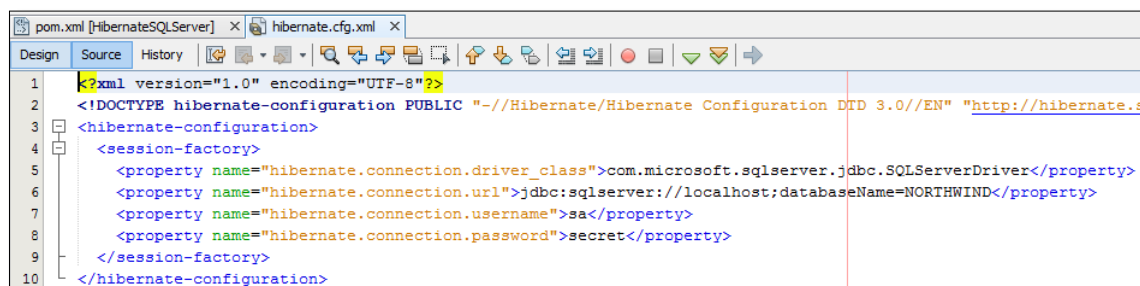 pom.xml [HibernateSQLServer] hibernate.cfg.xml
Design Source History
1 <?xml version="1.0" encoding="UTF-8"?>
2 <!DOCTYPE hibernate-configuration PUBLIC "-//Hibernate/Hibernate Configuration DTD 3.0//EN" "http://hibernate.s
3 <hibernate-configuration>
4 <session-factory>
5 <property name="hibernate.connection.driver_class">com.microsoft.sqlserver.jdbc.SQLServerDriver</property>
6 <property name="hibernate.connection.url">jdbc:sqlserver://localhost;databaseName=NORTHWIND</property>
7 <property name="hibernate.connection.username">sa</property>
8 <property name="hibernate.connection.password">secret</property>
9 </session-factory>
10 </hibernate-configuration>